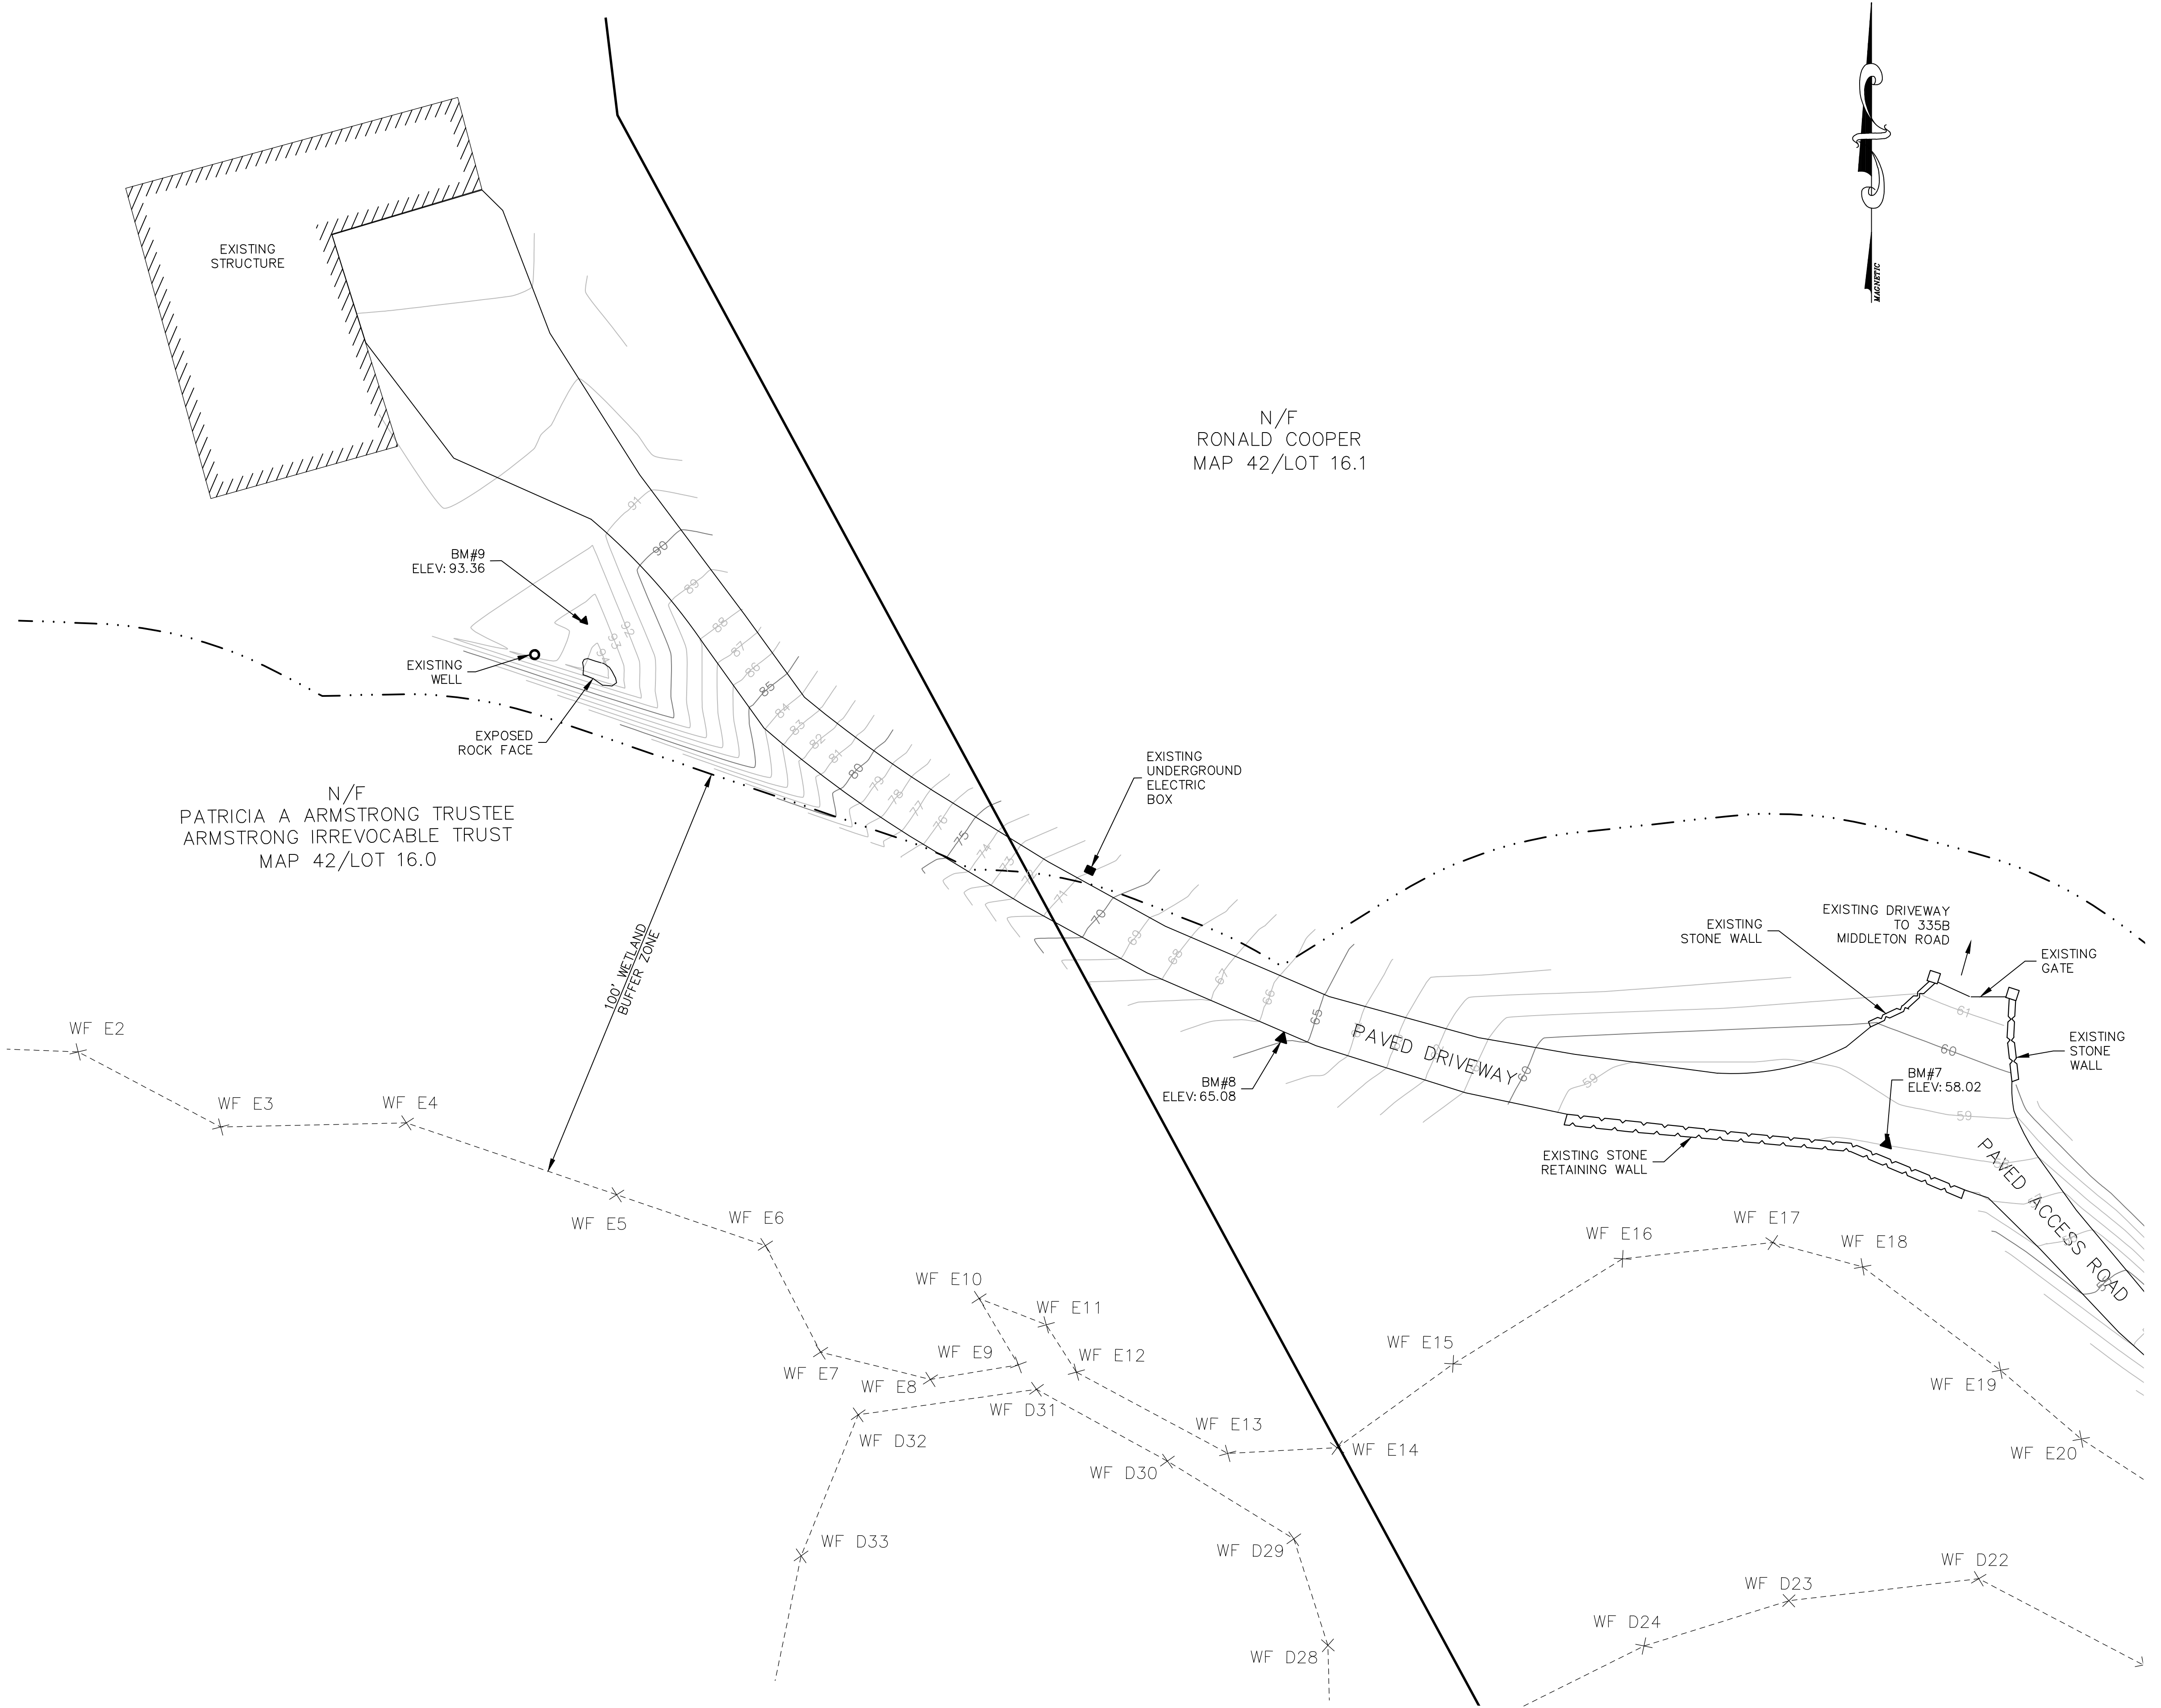 MAGNETIC
EXISTING
STRUCTURE
N/F
RONALD COOPER
MAP 42/LOT 16.1
91
90
89
88
87
86
85
84
83
82
81
80
79
78
77
76
75
74
73
72
71
70
69
68
67
66
65
BM#9
ELEV: 93.36
92
93
94
EXISTING
WELL
EXPOSED
ROCK FACE
N/F
PATRICIA A ARMSTRONG TRUSTEE
ARMSTRONG IRREVOCABLE TRUST
MAP 42/LOT 16.0
100' WETLAND
BUFFER ZONE
EXISTING
UNDERGROUND
ELECTRIC
BOX
EXISTING
STONE WALL
EXISTING DRIVEWAY
TO 335B
MIDDLETON ROAD
EXISTING
GATE
61
60
EXISTING
STONE
WALL
PAVED DRIVEWAY
60
59
BM#8
ELEV: 65.08
BM#7
ELEV: 58.02
59
EXISTING STONE
RETAINING WALL
PAVED ACCESS ROAD
WF E2
WF E3
WF E4
WF E5
WF E6
WF E7
WF E8
WF E9
WF E10
WF E11
WF E12
WF E13
WF E14
WF E15
WF E16
WF E17
WF E18
WF E19
WF E20
WF D31
WF D32
WF D30
WF D33
WF D29
WF D28
WF D24
WF D23
WF D22